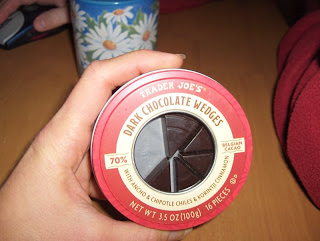 TRADER JOE'S
DARK CHOCOLATE WEDGES
70%
BELGIAN CACAO
WITH ANCHO & CHIPOTLE CHILES & KORINTJI CINNAMON
NET WT 3.5 OZ (100g) 16 PIECES